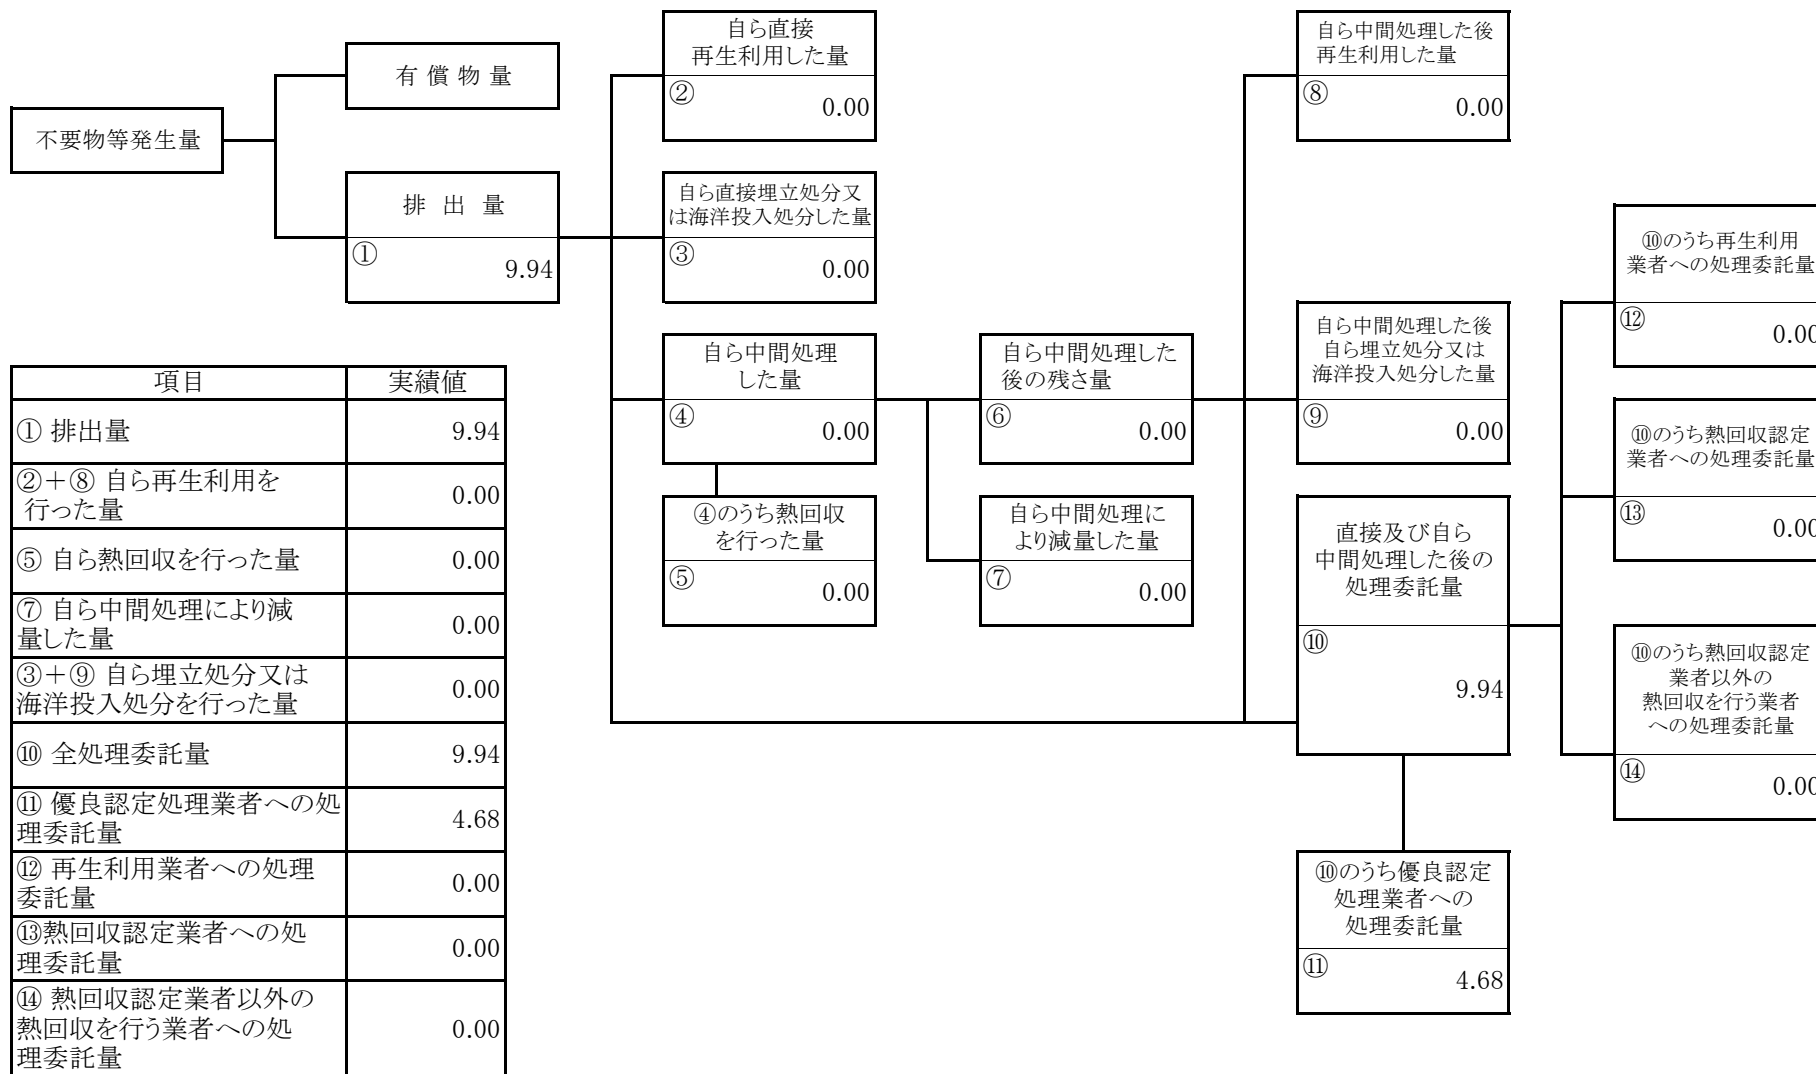 不要物等発生量
有 償 物 量
排 出 量
①
9.94
自ら直接
再生利用した量
②
0.00
自ら直接埋立処分又
は海洋投入処分した量
③
0.00
自ら中間処理
した量
④
0.00
④のうち熱回収
を行った量
⑤
0.00
自ら中間処理した
後の残さ量
⑥
0.00
自ら中間処理に
より減量した量
⑦
0.00
自ら中間処理した後
再生利用した量
⑧
0.00
自ら中間処理した後
自ら埋立処分又は
海洋投入処分した量
⑨
0.00
直接及び自ら
中間処理した後の
処理委託量
⑩
9.94
⑩のうち優良認定
処理業者への
処理委託量
⑪
4.68
⑩のうち再生利用
業者への処理委託量
⑫
0.00
⑩のうち熱回収認定
業者への処理委託量
⑬
0.00
⑩のうち熱回収認定
業者以外の
熱回収を行う業者
への処理委託量
⑭
0.00
項目 実績値
① 排出量 9.94
②＋⑧ 自ら再生利用を
行った量 0.00
⑤ 自ら熱回収を行った量 0.00
⑦ 自ら中間処理により減
量した量 0.00
③＋⑨ 自ら埋立処分又は
海洋投入処分を行った量 0.00
⑩ 全処理委託量 9.94
⑪ 優良認定処理業者への処
理委託量 4.68
⑫ 再生利用業者への処理
委託量 0.00
⑬熱回収認定業者への処
理委託量 0.00
⑭ 熱回収認定業者以外の
熱回収を行う業者への処
理委託量 0.00